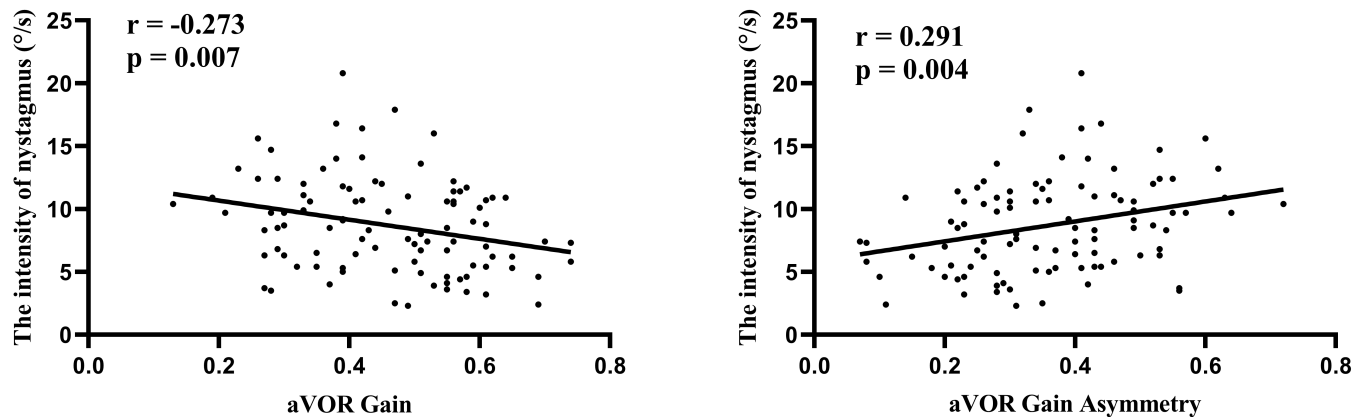 The intensity of nystagmus (°/s)
25
20
15
10
5
0
r = -0.273
p = 0.007
0.0 0.2 0.4 0.6 0.8
aVOR Gain
The intensity of nystagmus (°/s)
25
20
15
10
5
0
r = 0.291
p = 0.004
0.0 0.2 0.4 0.6 0.8
aVOR Gain Asymmetry